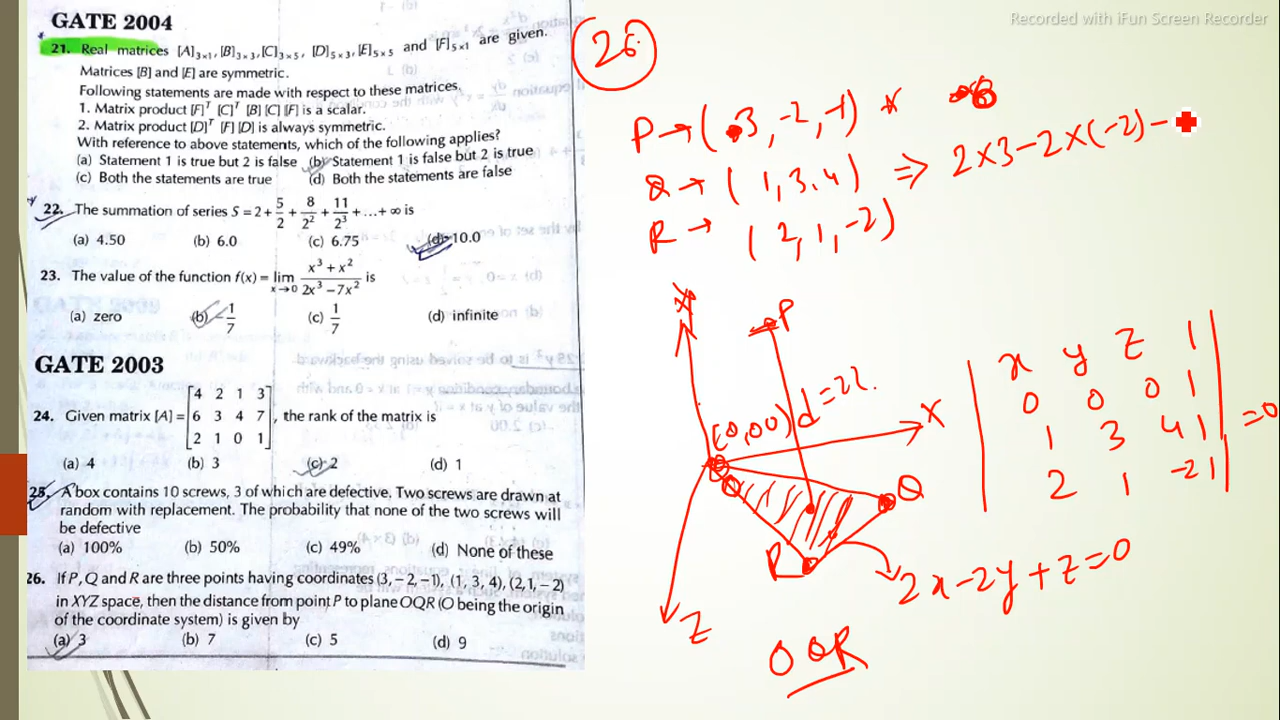 GATE 2004
21. Real matrices [A]₃ₓ₁, [B]₃ₓ₃, [C]₃ₓ₅, [D]₅ₓ₃, [E]₅ₓ₅ and [F]₅ₓ₁ are given.
Matrices [B] and [E] are symmetric.
Following statements are made with respect to these matrices.
1. Matrix product [F]ᵀ [C]ᵀ [B] [C] [F] is a scalar.
2. Matrix product [D]ᵀ [F] [D] is always symmetric.
With reference to above statements, which of the following applies?
(a) Statement 1 is true but 2 is false (b) Statement 1 is false but 2 is true
(c) Both the statements are true (d) Both the statements are false
22. The summation of series S = 2 + 5/2 + 8/2² + 11/2³ + ...+ ∞ is
(a) 4.50 (b) 6.0 (c) 6.75 (d) 10.0
23. The value of the function f(x) = lim x→0 (x³ + x²)/(2x³ − 7x²) is
(a) zero (b) −1/7 (c) 1/7 (d) infinite
GATE 2003
24. Given matrix [A] = [4 2 1 3
6 3 4 7
2 1 0 1], the rank of the matrix is
(a) 4 (b) 3 (c) 2 (d) 1
25. A box contains 10 screws, 3 of which are defective. Two screws are drawn at
random with replacement. The probability that none of the two screws will
be defective
(a) 100% (b) 50% (c) 49% (d) None of these
26. If P, Q and R are three points having coordinates (3, −2, −1), (1, 3, 4), (2, 1, −2)
in XYZ space, then the distance from point P to plane OQR (O being the origin
of the coordinate system) is given by
(a) 3 (b) 7 (c) 5 (d) 9
Recorded with iFun Screen Recorder
26
P → (3, -2, -1)
Q → (1, 3, 4) ⇒ 2×3-2×(-2)-
R → (2, 1, -2)
P
d=22.
(0,0,0)
X
Q
R
Z
x y z 1
0 0 0 1 =0
1 3 4 1
2 1 -2 1
2x-2y+z=0
OQR